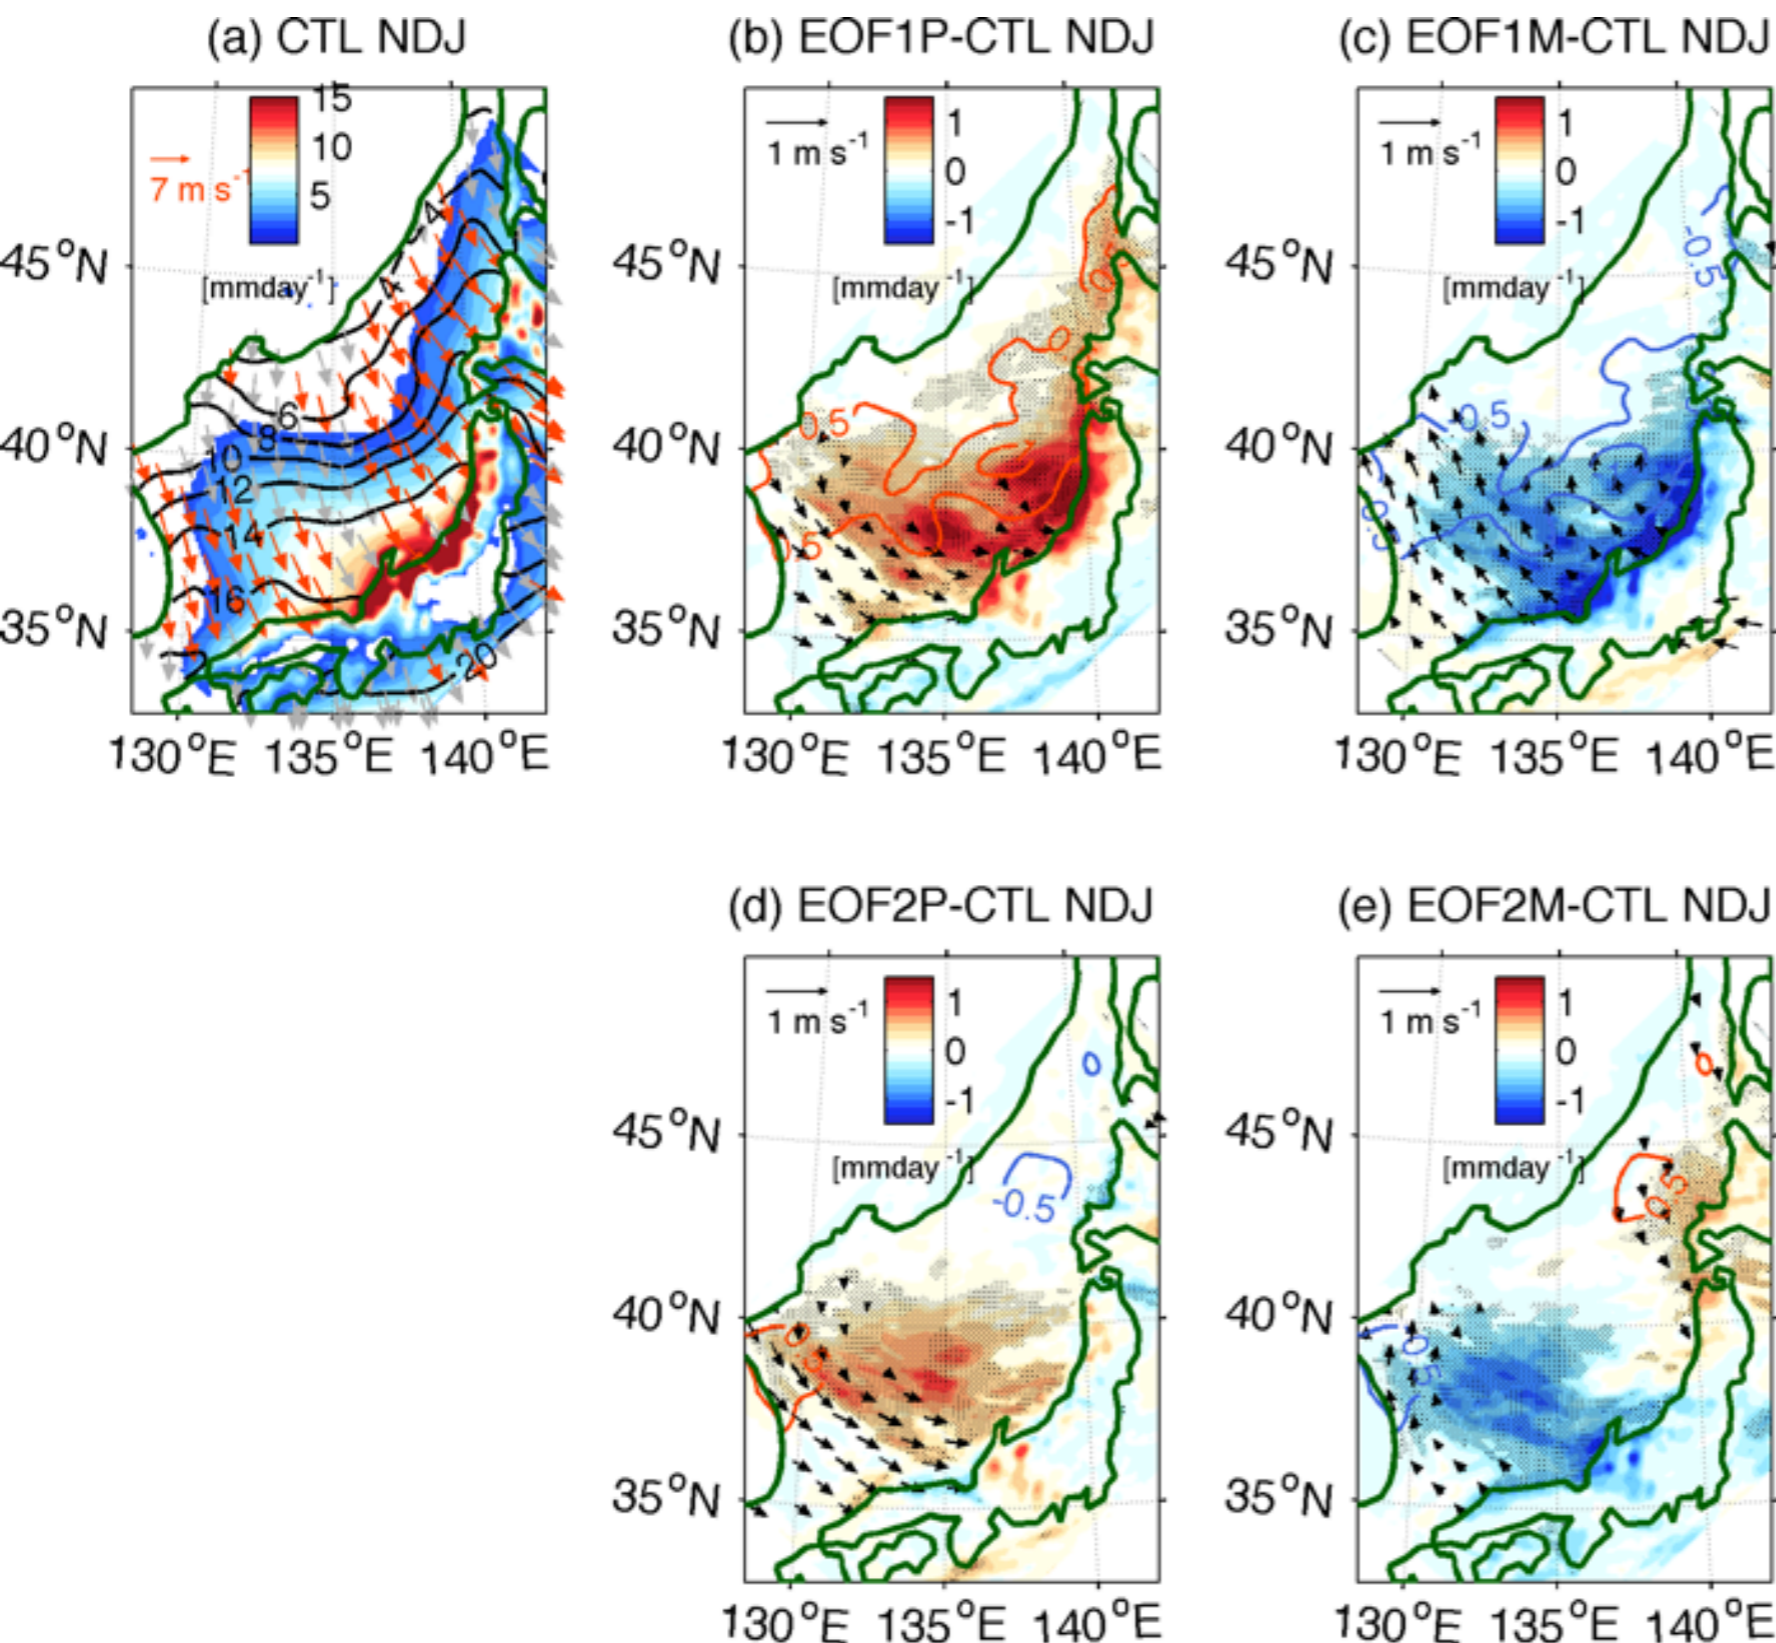 (a) CTL NDJ
15
10
5
7 m s⁻
[mmday⁻¹]
45°N
40°N
35°N
4
4
6
8
10
12
14
16
20
130°E 135°E 140°E
(b) EOF1P-CTL NDJ
1 m s⁻¹
1
0
-1
[mmday⁻¹]
45°N
40°N
35°N
0.5
130°E 135°E 140°E
(c) EOF1M-CTL NDJ
1 m s⁻¹
1
0
-1
[mmday⁻¹]
45°N
40°N
35°N
-0.5
-0.5
130°E 135°E 140°E
(d) EOF2P-CTL NDJ
1 m s⁻¹
1
0
-1
[mmday⁻¹]
45°N
40°N
35°N
-0.5
0.5
130°E 135°E 140°E
(e) EOF2M-CTL NDJ
1 m s⁻¹
1
0
-1
[mmday⁻¹]
45°N
40°N
35°N
0.5
130°E 135°E 140°E